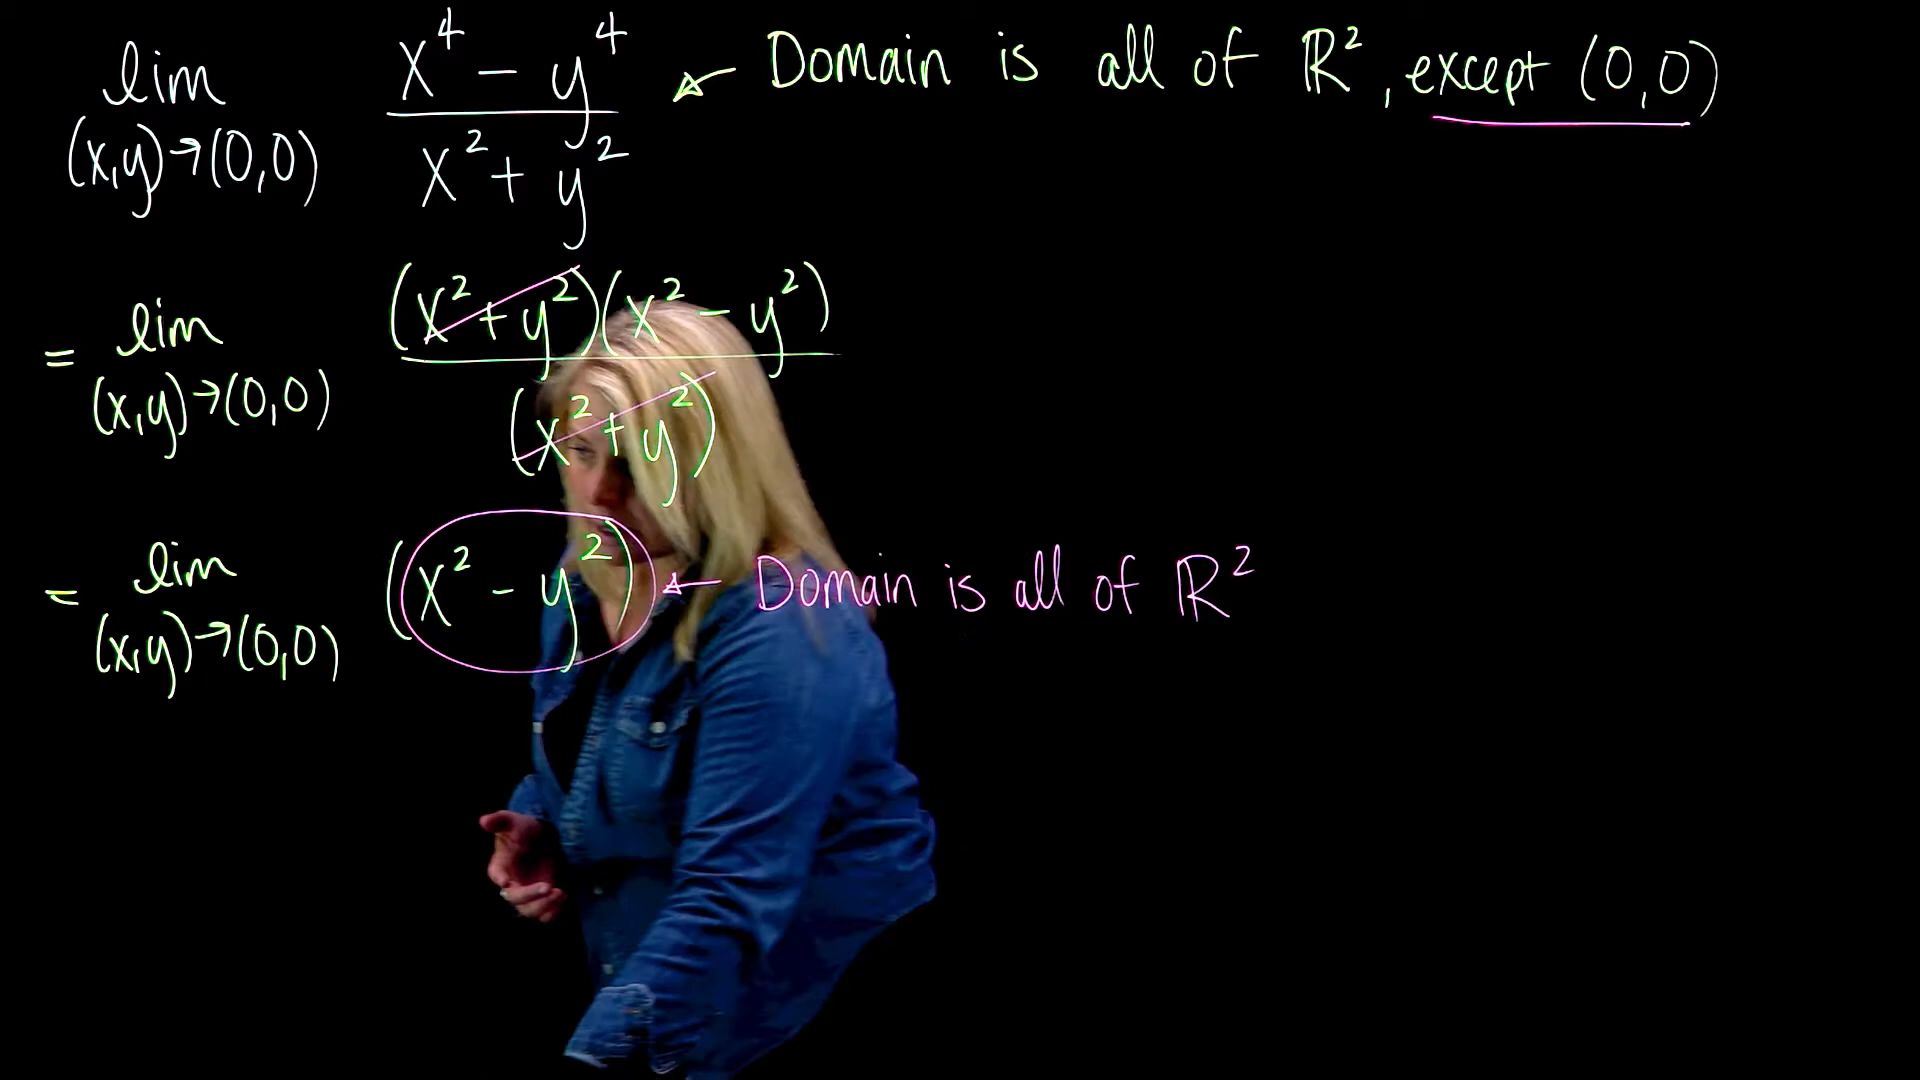 lim (x,y)→(0,0) x⁴ − y⁴ / x² + y² ← Domain is all of ℝ², except (0,0)
= lim (x,y)→(0,0) (x² + y²)(x² − y²) / (x² + y²)
= lim (x,y)→(0,0) (x² − y²) ← Domain is all of ℝ²